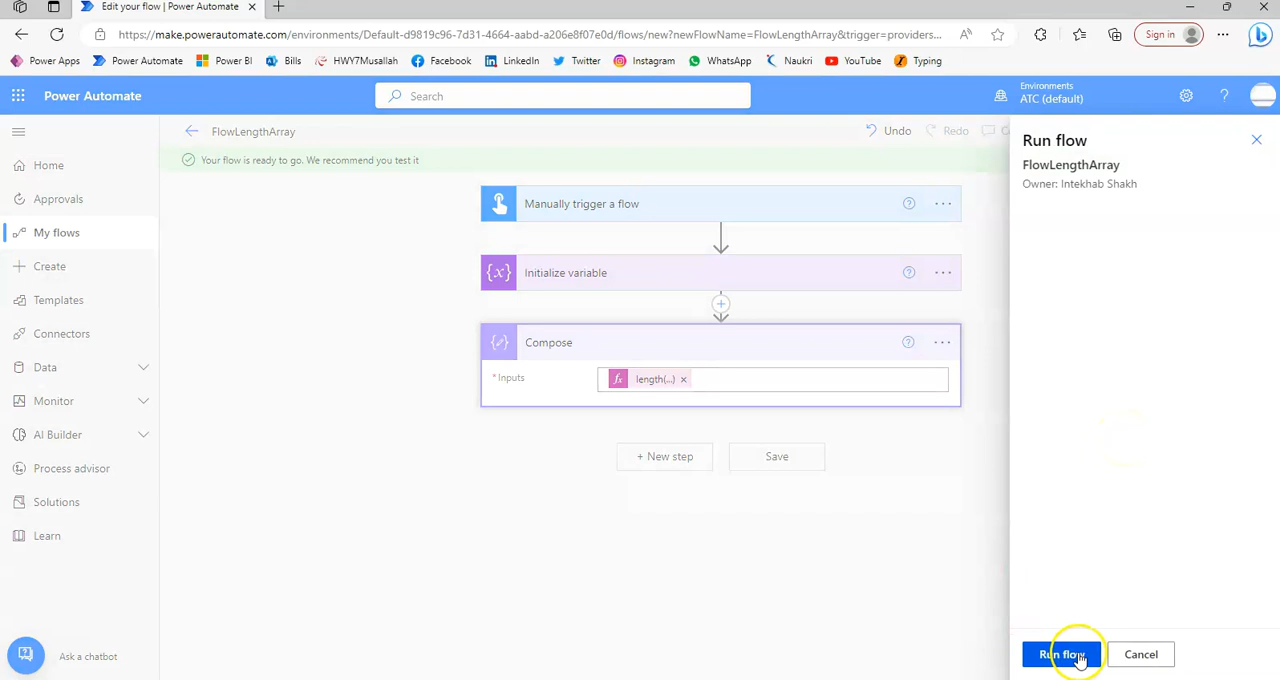 Edit your flow | Power Automate
https://make.powerautomate.com/environments/Default-d9819c96-7d31-4664-aabd-a206e8f07e0d/flows/new?newFlowName=FlowLengthArray&trigger=providers...
Sign in
Power Apps Power Automate Power BI Bills HWY7Musallah Facebook LinkedIn Twitter Instagram WhatsApp Naukri YouTube Typing
Power Automate
Search
Environments
ATC (default)
FlowLengthArray
Undo
Redo
Your flow is ready to go. We recommend you test it
Home
Approvals
My flows
Create
Templates
Connectors
Data
Monitor
AI Builder
Process advisor
Solutions
Learn
Ask a chatbot
Manually trigger a flow
Initialize variable
Compose
* Inputs
length(...) ×
+ New step
Save
Run flow
FlowLengthArray
Owner: Intekhab Shakh
Run flow
Cancel